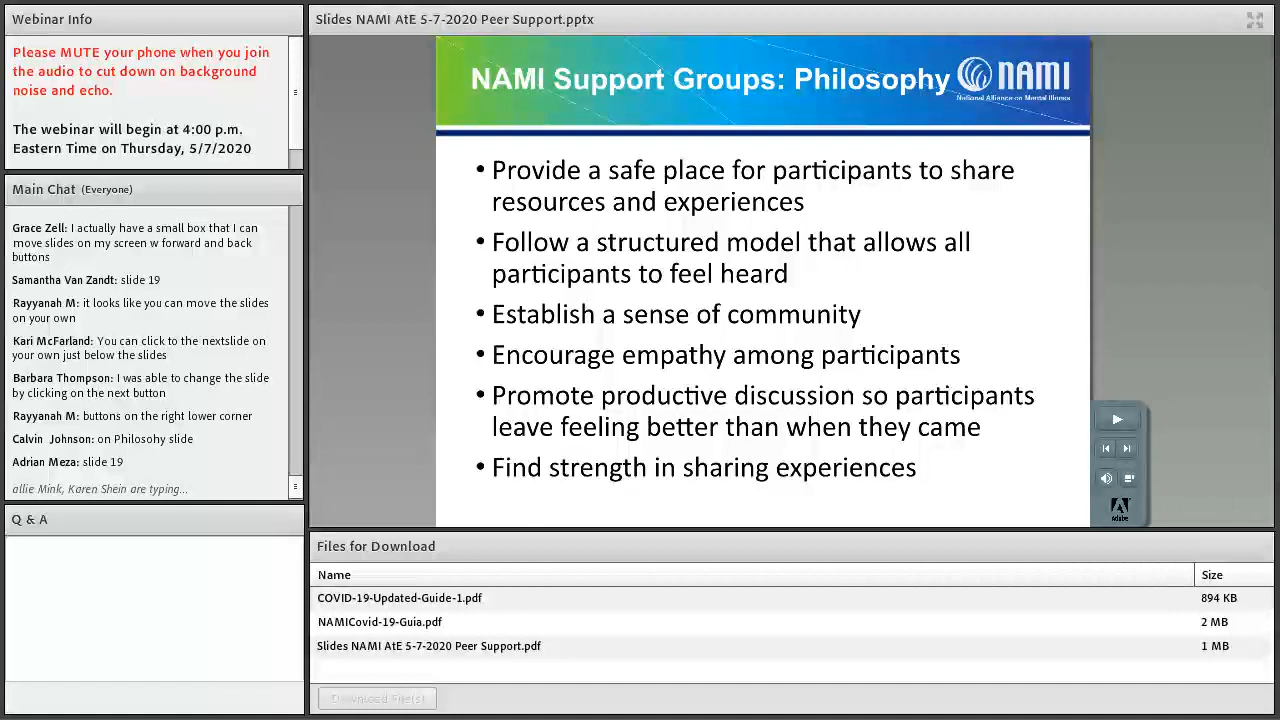 Webinar Info
Please MUTE your phone when you join
the audio to cut down on background
noise and echo.
The webinar will begin at 4:00 p.m.
Eastern Time on Thursday, 5/7/2020
Main Chat (Everyone)
Grace Zell: I actually have a small box that I can
move slides on my screen w forward and back
buttons
Samantha Van Zandt: slide 19
Rayyanah M: it looks like you can move the slides
on your own
Kari McFarland: You can click to the nextslide on
your own just below the slides
Barbara Thompson: I was able to change the slide
by clicking on the next button
Rayyanah M: buttons on the right lower corner
Calvin Johnson: on Philosohy slide
Adrian Meza: slide 19
allie Mink, Karen Shein are typing...
Q & A
Slides NAMI AtE 5-7-2020 Peer Support.pptx
NAMI Support Groups: Philosophy
NAMI
National Alliance on Mental Illness
• Provide a safe place for participants to share
resources and experiences
• Follow a structured model that allows all
participants to feel heard
• Establish a sense of community
• Encourage empathy among participants
• Promote productive discussion so participants
leave feeling better than when they came
• Find strength in sharing experiences
Adobe
Files for Download
Name Size
COVID-19-Updated-Guide-1.pdf 894 KB
NAMICovid-19-Guia.pdf 2 MB
Slides NAMI AtE 5-7-2020 Peer Support.pdf 1 MB
Download File(s)